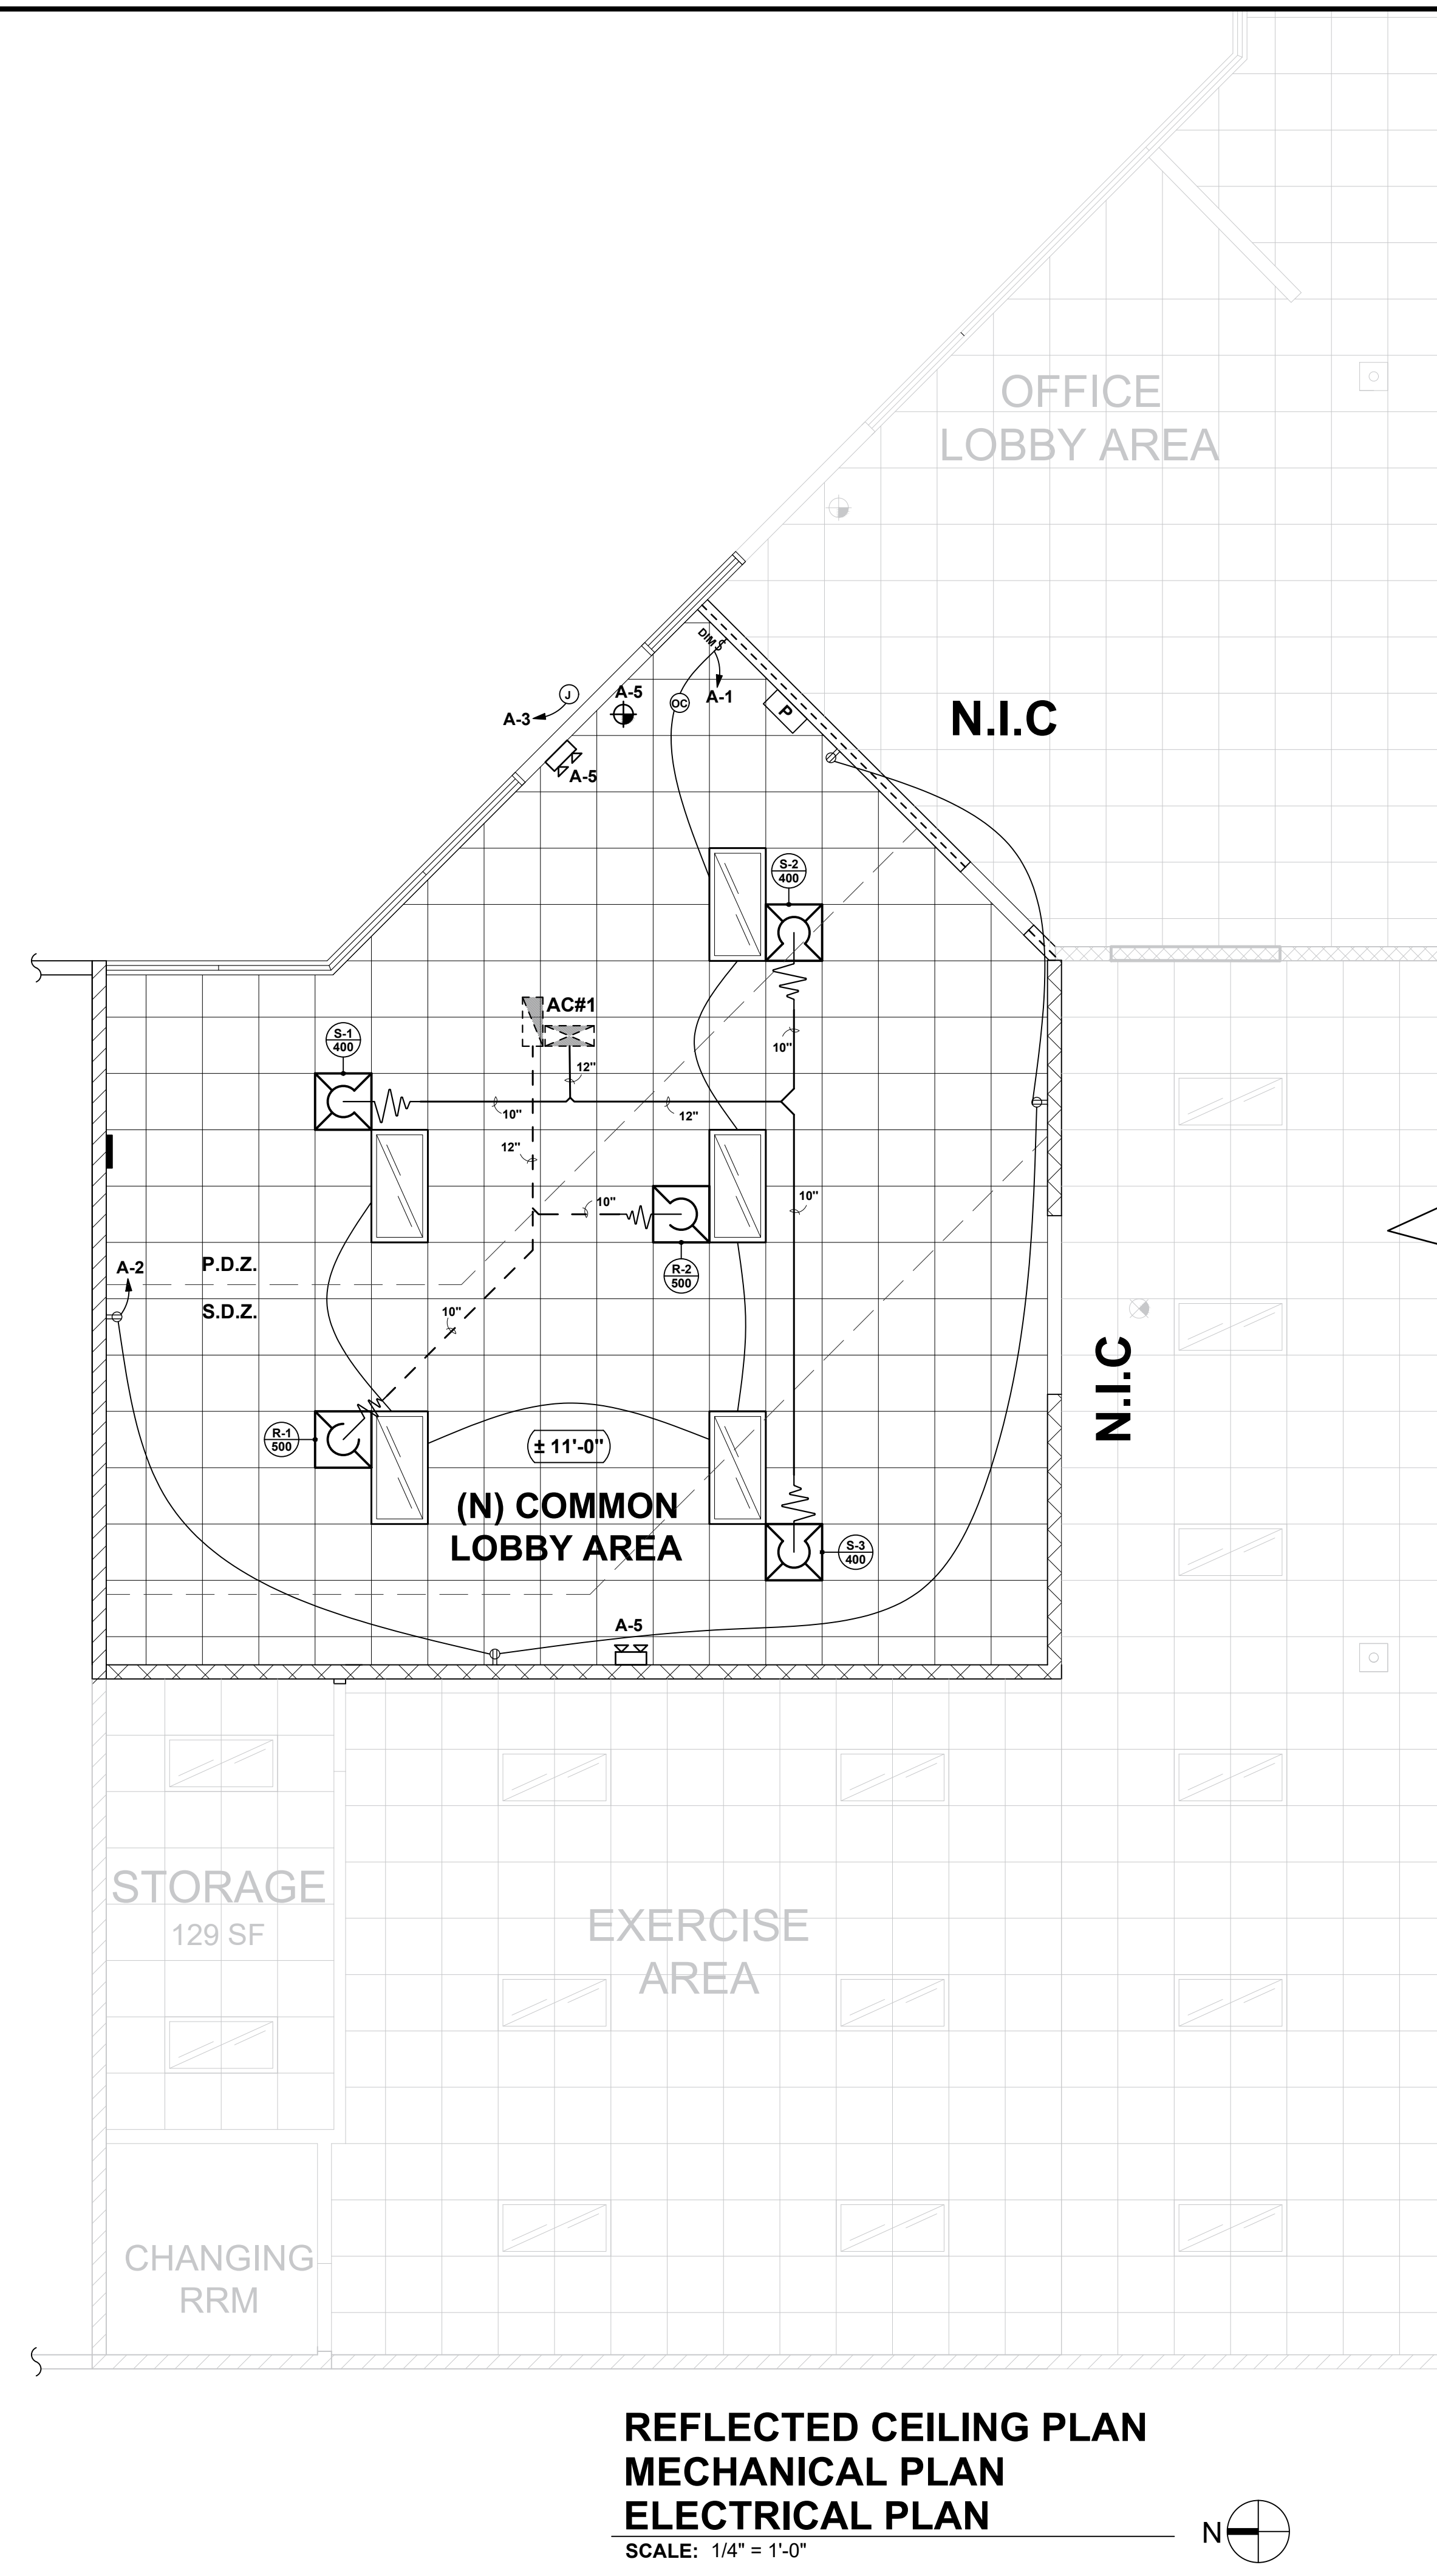 OFFICE
LOBBY AREA
DIM $
A-5
A-1
J
OC
A-3
P
N.I.C
A-5
S-2
400
AC#1
S-1
400
10"
12"
10"
12"
12"
10"
10"
R-2
500
P.D.Z.
A-2
S.D.Z.
10"
N.I.C
R-1
500
± 11'-0"
(N) COMMON
LOBBY AREA
S-3
400
A-5
STORAGE
129 SF
EXERCISE
AREA
CHANGING
RRM
REFLECTED CEILING PLAN
MECHANICAL PLAN
ELECTRICAL PLAN
SCALE: 1/4" = 1'-0"
N